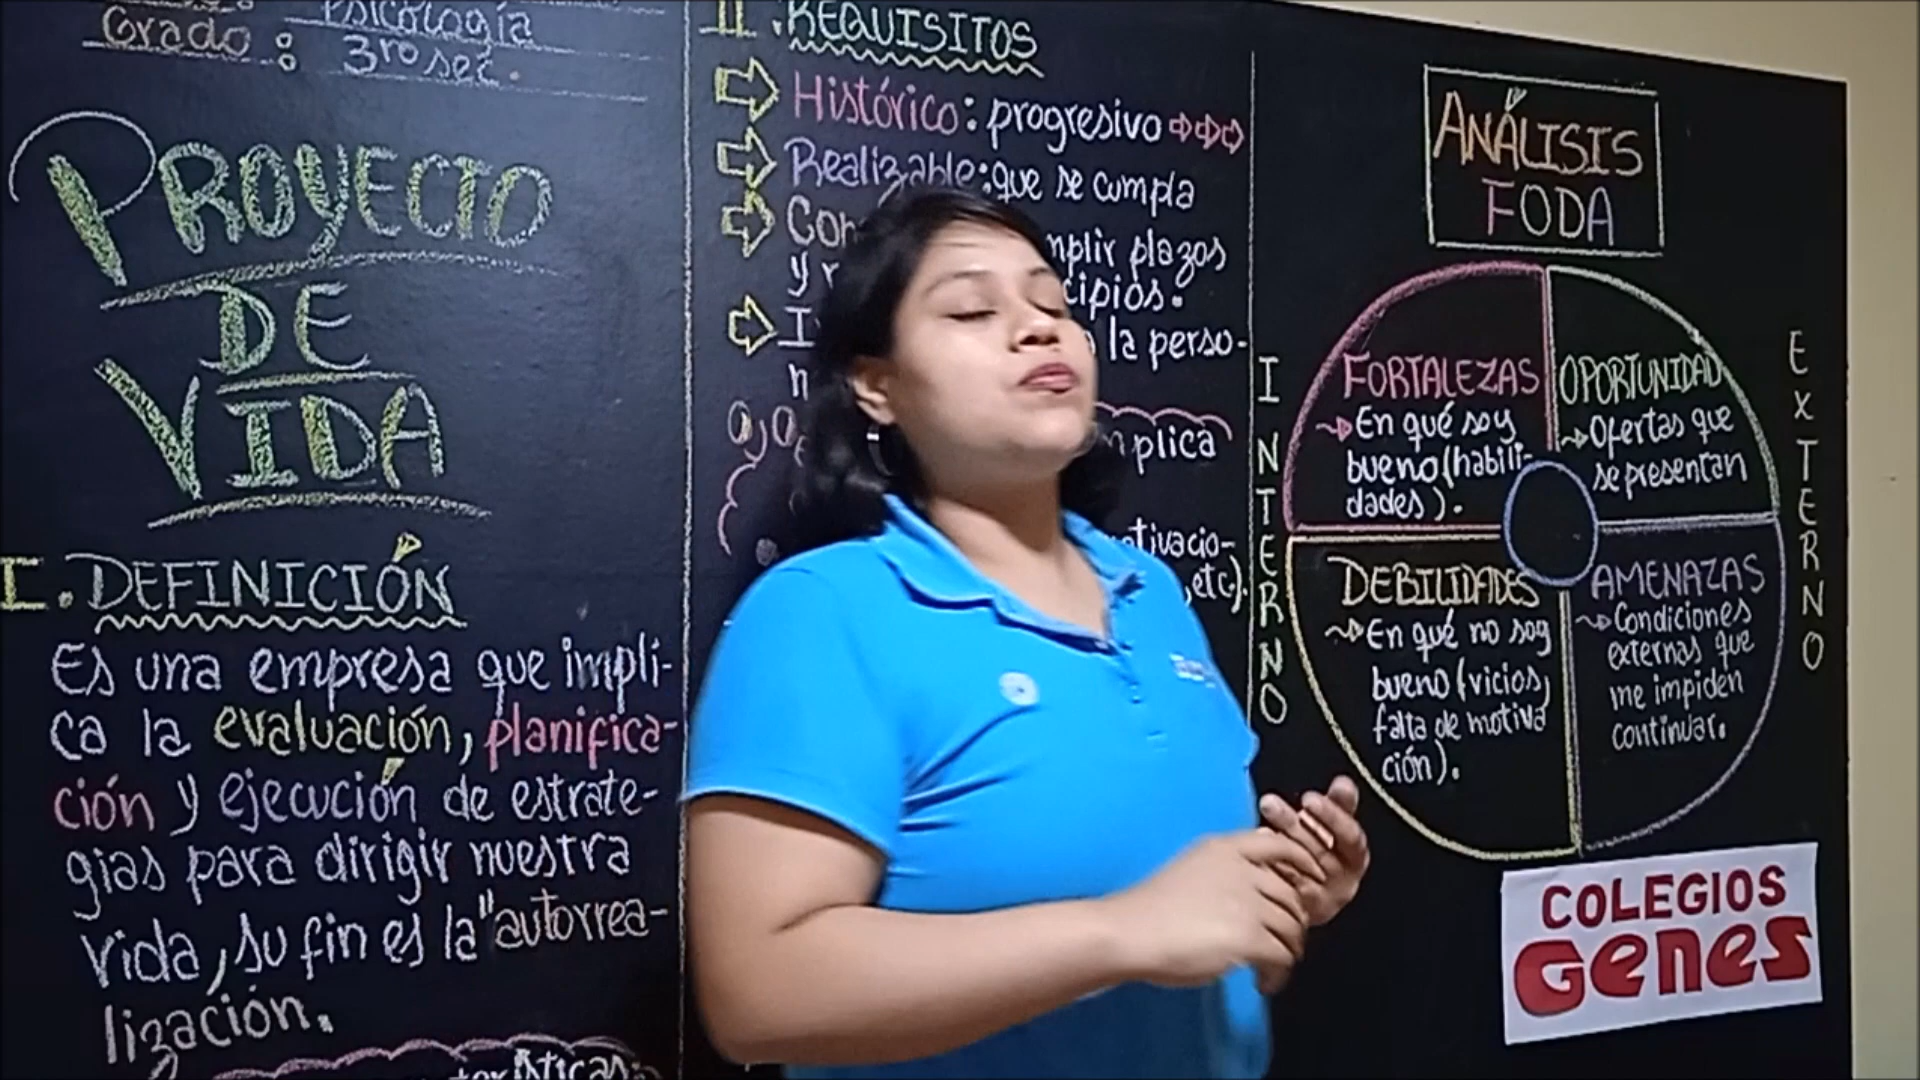 Psicología
Grado : 3ro sec.
PROYECTO
DE
VIDA
I. DEFINICIÓN
Es una empresa que impli-
ca la evaluación, planifica-
ción y ejecución de estrate-
gias para dirigir nuestra
vida, su fin es la "autorrea-
lización.
II. REQUISITOS
Histórico: progresivo
Realizable: que se cumpla
plazos
y
la perso-
n
mplica
tivacio-
,etc).
ANÁLISIS
FODA
INTERNO
EXTERNO
FORTALEZAS
En qué soy
bueno (habili-
dades).
OPORTUNIDAD
Ofertas que
se presentan
DEBILIDADES
En qué no soy
bueno (vicios,
falta de motiva
ción).
AMENAZAS
Condiciones
externas que
me impiden
continuar.
COLEGIOS
GENES